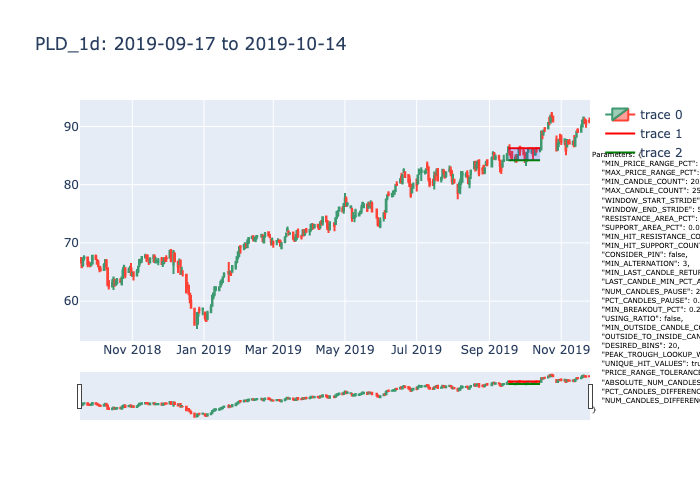 PLD_1d: 2019-09-17 to 2019-10-14
90
80
70
60
Nov 2018
Jan 2019
Mar 2019
May 2019
Jul 2019
Sep 2019
Nov 2019
trace 0
trace 1
trace 2
Parameters: {
"MIN_PRICE_RANGE_PCT":
"MAX_PRICE_RANGE_PCT":
"MIN_CANDLE_COUNT": 20
"MAX_CANDLE_COUNT": 25
"WINDOW_START_STRIDE"
"WINDOW_END_STRIDE": 5
"RESISTANCE_AREA_PCT":
"SUPPORT_AREA_PCT": 0.0
"MIN_HIT_RESISTANCE_CO
"MIN_HIT_SUPPORT_COUNT
"CONSIDER_PIN": false,
"MIN_ALTERNATION": 3,
"MIN_LAST_CANDLE_RETUR
"LAST_CANDLE_MIN_PCT_A
"NUM_CANDLES_PAUSE": 2
"PCT_CANDLES_PAUSE": 0.
"MIN_BREAKOUT_PCT": 0.2
"USING_RATIO": false,
"MIN_OUTSIDE_CANDLE_CO
"OUTSIDE_TO_INSIDE_CAN
"DESIRED_BINS": 20,
"PEAK_TROUGH_LOOKUP_W
"UNIQUE_HIT_VALUES": tru
"PRICE_RANGE_TOLERANC
"ABSOLUTE_NUM_CANDLES
"PCT_CANDLES_DIFFERENC
"NUM_CANDLES_DIFFEREN
}